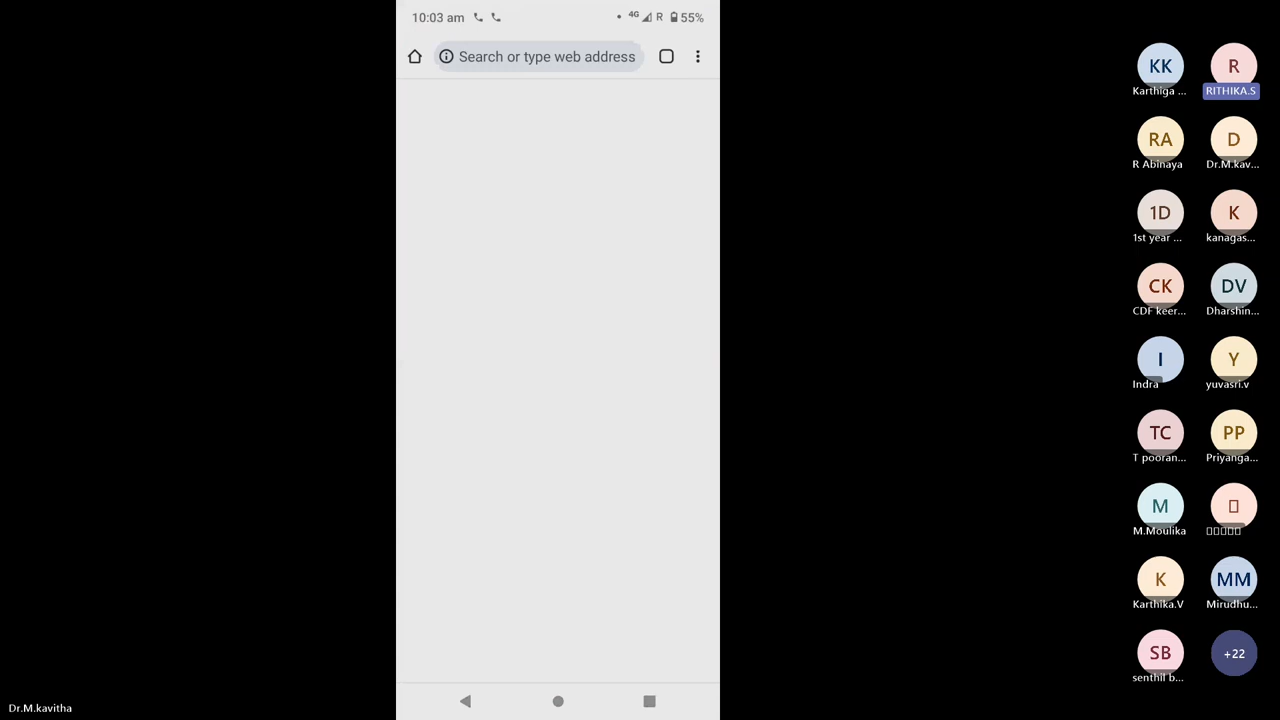 10:03 am 4G R 55%
Search or type web address
KK R
Karthiga ... RITHIKA.S
RA D
R Abinaya Dr.M.kav...
1D K
1st year ... kanagas...
CK DV
CDF keer... Dharshin...
I Y
Indra yuvasri.v
TC PP
T pooran... Priyanga...
M
M.Moulika
K MM
Karthika.V Mirudhu...
SB +22
senthil b...
Dr.M.kavitha